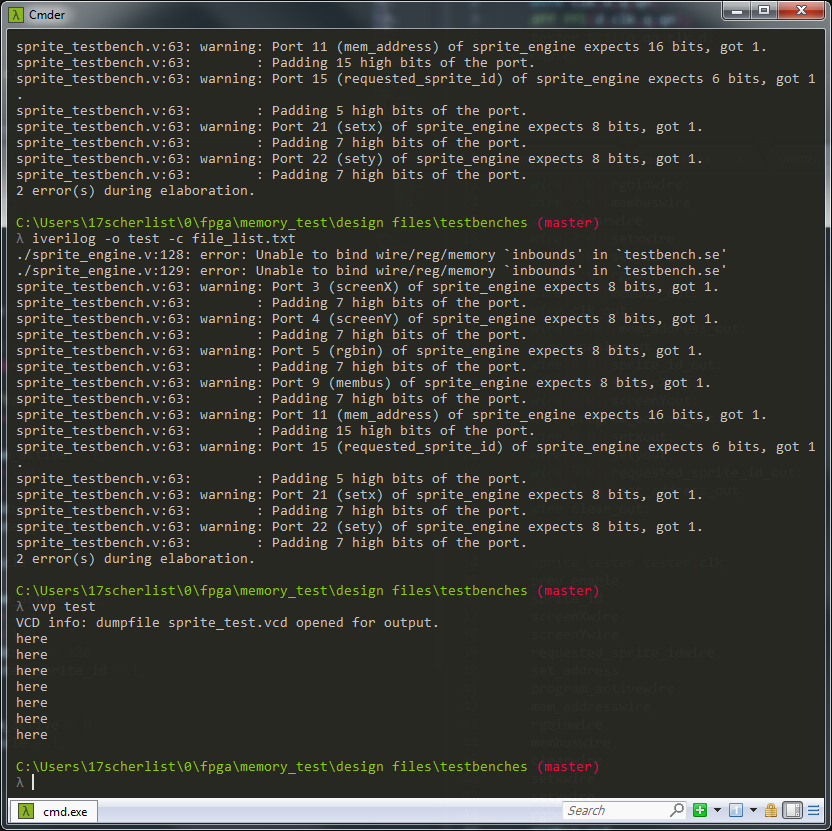 Cmder
sprite_testbench.v:63: warning: Port 11 (mem_address) of sprite_engine expects 16 bits, got 1.
sprite_testbench.v:63:        : Padding 15 high bits of the port.
sprite_testbench.v:63: warning: Port 15 (requested_sprite_id) of sprite_engine expects 6 bits, got 1
.
sprite_testbench.v:63:        : Padding 5 high bits of the port.
sprite_testbench.v:63: warning: Port 21 (setx) of sprite_engine expects 8 bits, got 1.
sprite_testbench.v:63:        : Padding 7 high bits of the port.
sprite_testbench.v:63: warning: Port 22 (sety) of sprite_engine expects 8 bits, got 1.
sprite_testbench.v:63:        : Padding 7 high bits of the port.
2 error(s) during elaboration.
C:\Users\17scherlist\0\fpga\memory_test\design files\testbenches (master)
λ iverilog -o test -c file_list.txt
./sprite_engine.v:128: error: Unable to bind wire/reg/memory `inbounds' in `testbench.se'
./sprite_engine.v:129: error: Unable to bind wire/reg/memory `inbounds' in `testbench.se'
sprite_testbench.v:63: warning: Port 3 (screenX) of sprite_engine expects 8 bits, got 1.
sprite_testbench.v:63:        : Padding 7 high bits of the port.
sprite_testbench.v:63: warning: Port 4 (screenY) of sprite_engine expects 8 bits, got 1.
sprite_testbench.v:63:        : Padding 7 high bits of the port.
sprite_testbench.v:63: warning: Port 5 (rgbin) of sprite_engine expects 8 bits, got 1.
sprite_testbench.v:63:        : Padding 7 high bits of the port.
sprite_testbench.v:63: warning: Port 9 (membus) of sprite_engine expects 8 bits, got 1.
sprite_testbench.v:63:        : Padding 7 high bits of the port.
sprite_testbench.v:63: warning: Port 11 (mem_address) of sprite_engine expects 16 bits, got 1.
sprite_testbench.v:63:        : Padding 15 high bits of the port.
sprite_testbench.v:63: warning: Port 15 (requested_sprite_id) of sprite_engine expects 6 bits, got 1
.
sprite_testbench.v:63:        : Padding 5 high bits of the port.
sprite_testbench.v:63: warning: Port 21 (setx) of sprite_engine expects 8 bits, got 1.
sprite_testbench.v:63:        : Padding 7 high bits of the port.
sprite_testbench.v:63: warning: Port 22 (sety) of sprite_engine expects 8 bits, got 1.
sprite_testbench.v:63:        : Padding 7 high bits of the port.
2 error(s) during elaboration.
C:\Users\17scherlist\0\fpga\memory_test\design files\testbenches (master)
λ vvp test
VCD info: dumpfile sprite_test.vcd opened for output.
here
here
here
here
here
here
here
C:\Users\17scherlist\0\fpga\memory_test\design files\testbenches (master)
λ
cmd.exe
Search